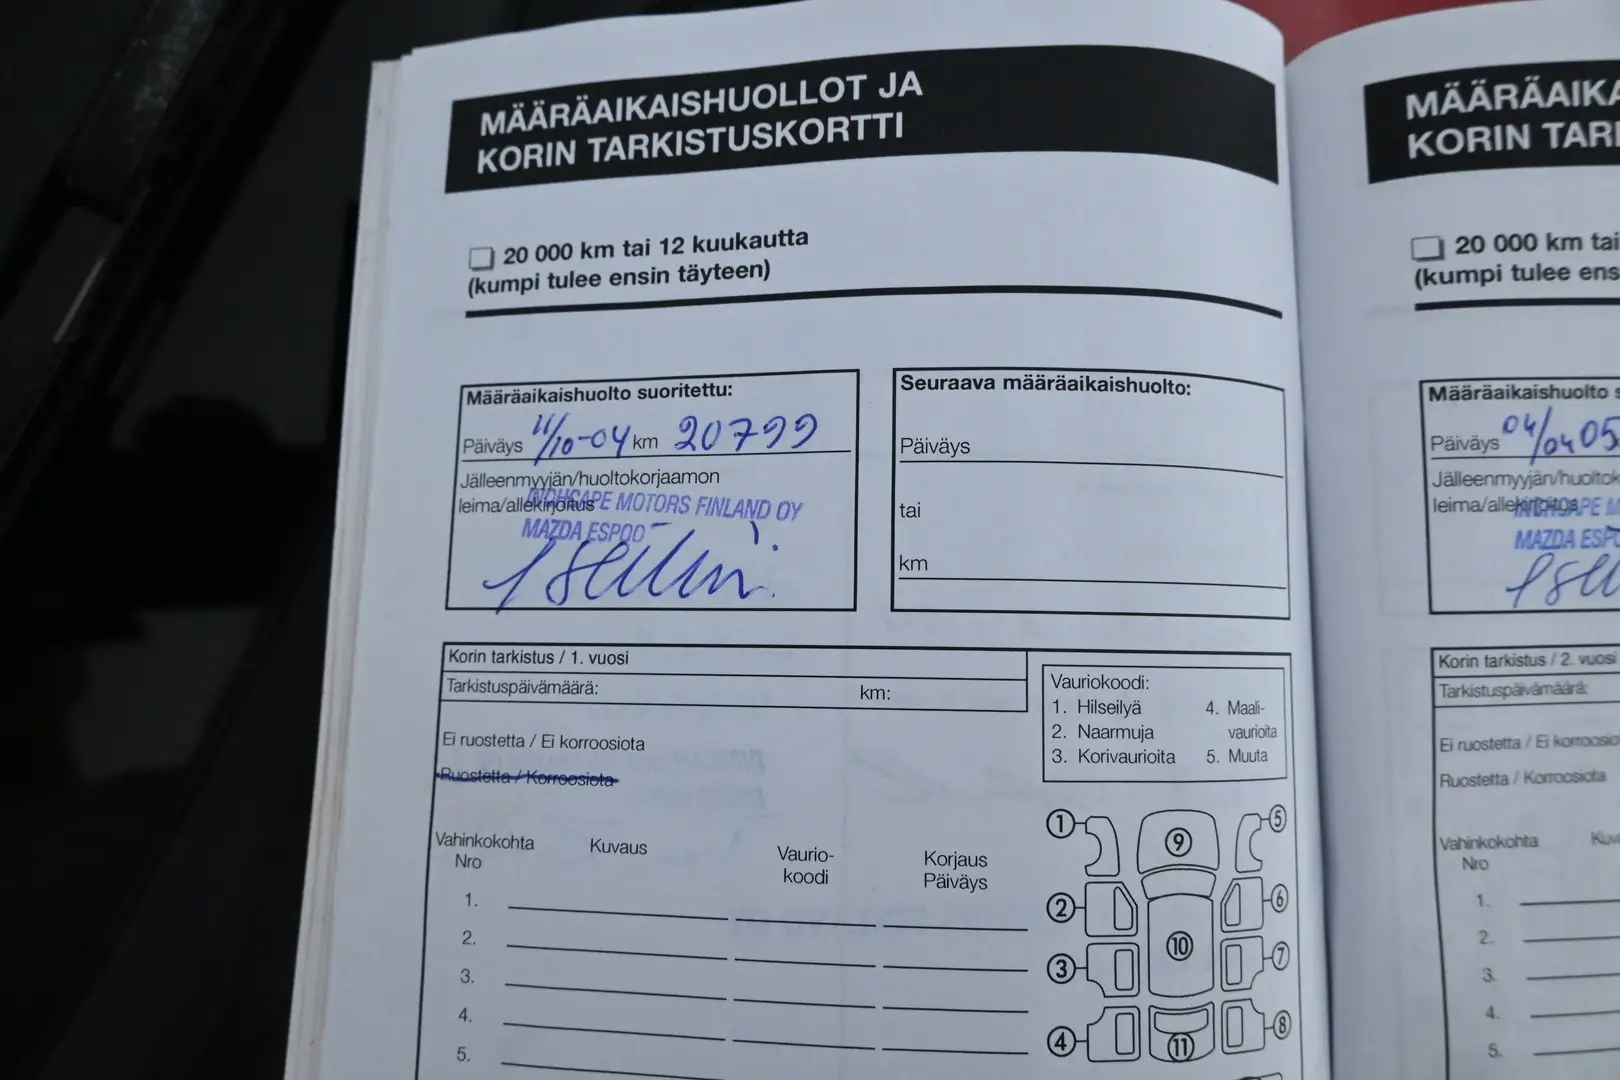 MÄÄRÄAIKAISHUOLLOT JA
KORIN TARKISTUSKORTTI
20 000 km tai 12 kuukautta
(kumpi tulee ensin täyteen)
Määräaikaishuolto suoritettu:
Päiväys 11/10-04 km 20799
Jälleenmyyjän/huoltokorjaamon
leima/allekirjoitus
INCHCAPE MOTORS FINLAND OY
MAZDA ESPOO
Seuraava määräaikaishuolto:
Päiväys
tai
km
Korin tarkistus / 1. vuosi
Tarkistuspäivämäärä: km:
Ei ruostetta / Ei korroosiota
Ruostetta / Korroosiota
Vauriokoodi:
1. Hilseilyä 4. Maali-
2. Naarmuja vaurioita
3. Korivaurioita 5. Muuta
Vahinkokohta Kuvaus Vaurio- Korjaus
Nro koodi Päiväys
1.
2.
3.
4.
5.
1 9 5
2 6
10
3 7
4 11 8
MÄÄRÄAIKA
KORIN TAR
20 000 km tai
(kumpi tulee ens
Määräaikaishuolto s
Päiväys 04/04 05
Jälleenmyyjän/huoltok
leima/allekirjoitus
INCHCAPE M
MAZDA ESPO
Korin tarkistus / 2. vuosi
Tarkistuspäivämäärä:
Ei ruostetta / Ei korroosio
Ruostetta / Korroosiota
Vahinkokohta Kuv
Nro
1.
2.
3.
4.
5.